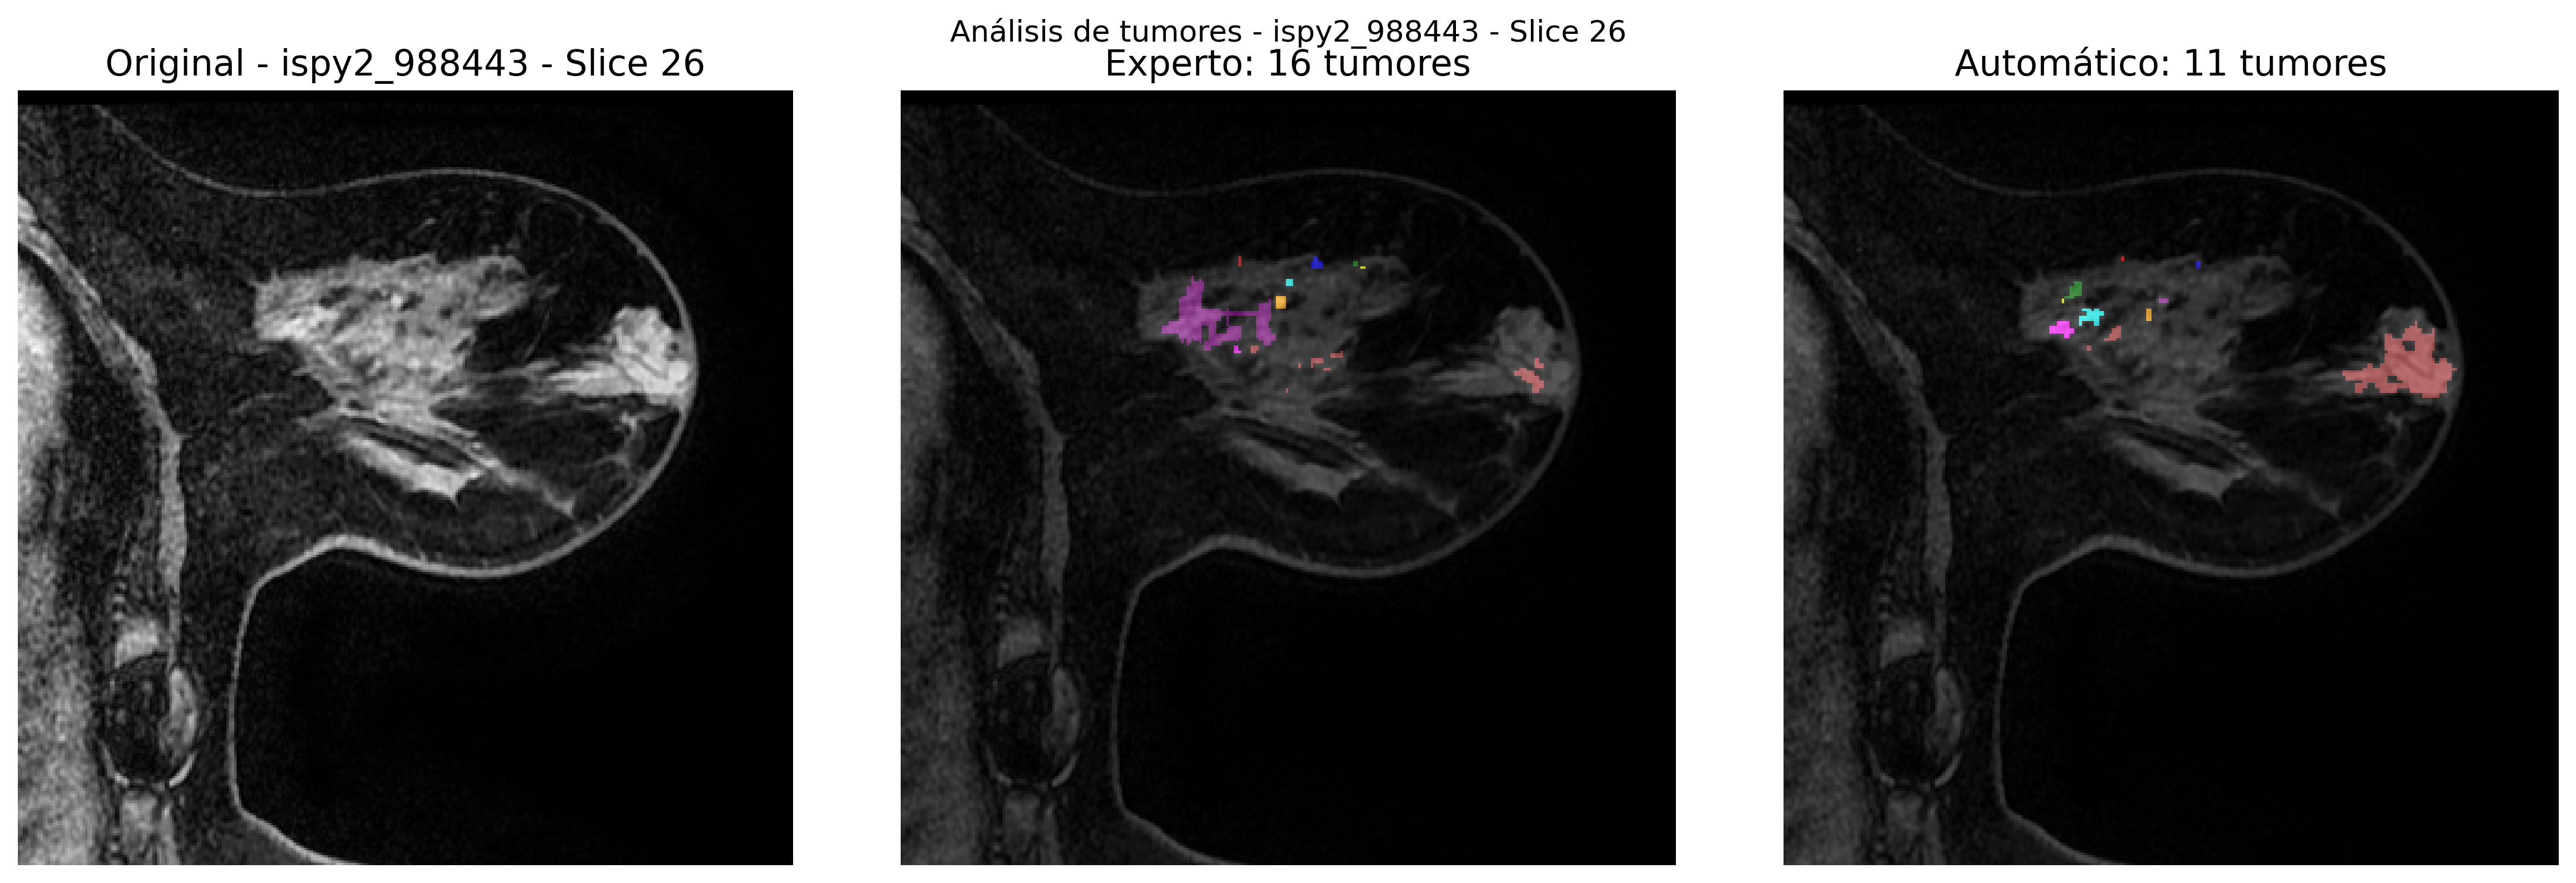 Análisis de tumores - ispy2_988443 - Slice 26
Original - ispy2_988443 - Slice 26
Experto: 16 tumores
Automático: 11 tumores